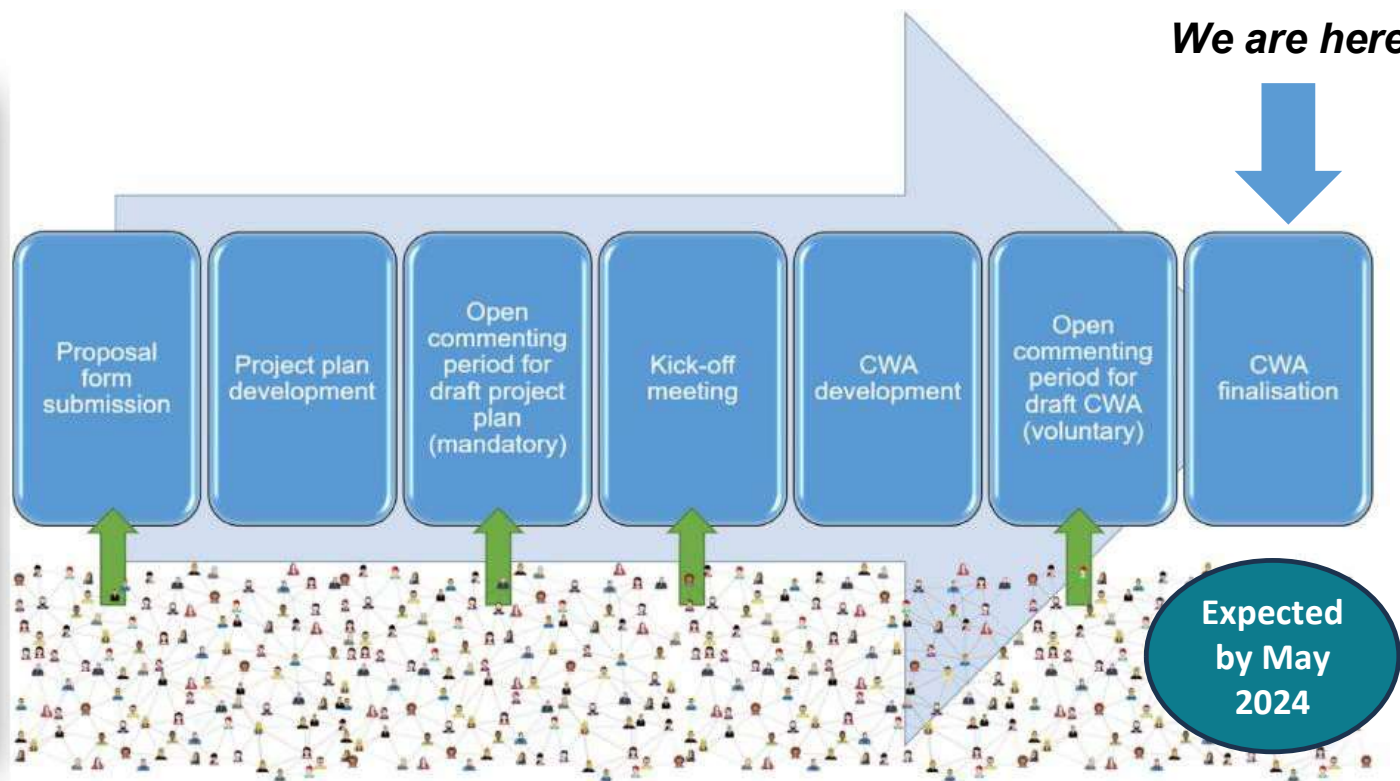 We are here
Proposal
form
submission
Project plan
development
Open
commenting
period for
draft project
plan
(mandatory)
Kick-off
meeting
CWA
development
Open
commenting
period for
draft CWA
(voluntary)
CWA
finalisation
Expected
by May
2024